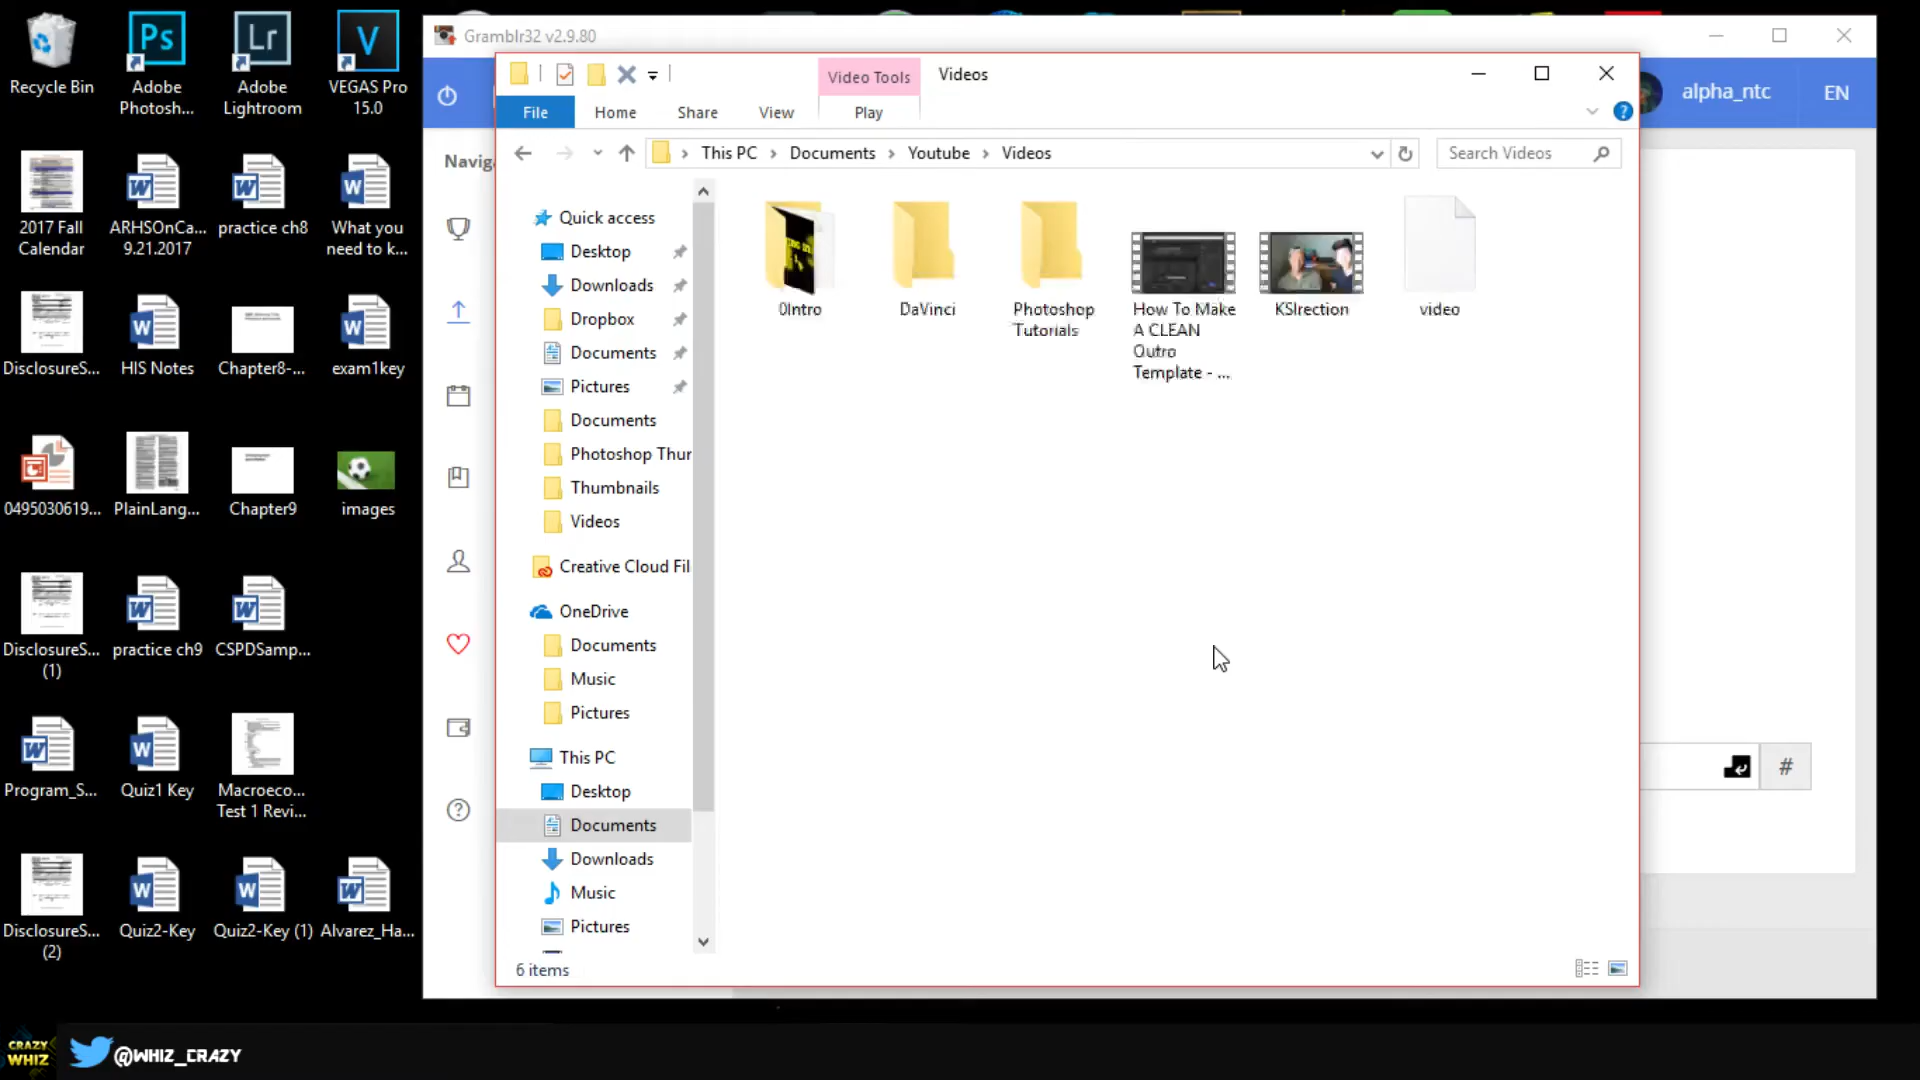 Gramblr32 v2.9.80
Recycle Bin
Adobe
Photosh...
Adobe
Lightroom
VEGAS Pro
15.0
2017 Fall
Calendar
ARHSOnCa...
9.21.2017
practice ch8
What you
need to k...
DisclosureS...
HIS Notes
Chapter8-...
exam1key
0495030619...
PlainLang...
Chapter9
images
DisclosureS...
(1)
practice ch9
CSPDSamp...
Program_S...
Quiz1 Key
Macroeco...
Test 1 Revi...
DisclosureS...
(2)
Quiz2-Key
Quiz2-Key (1)
Alvarez_Ha...
Video Tools
Videos
File
Home
Share
View
Play
alpha_ntc
EN
Naviga
This PC
Documents
Youtube
Videos
Search Videos
Quick access
Desktop
Downloads
Dropbox
Documents
Pictures
Documents
Photoshop Thur
Thumbnails
Videos
Creative Cloud Fil
OneDrive
Documents
Music
Pictures
This PC
Desktop
Documents
Downloads
Music
Pictures
0Intro
DaVinci
Photoshop
Tutorials
How To Make
A CLEAN
Outro
Template - ...
KSIrection
video
#
6 items
CRAZY
WHIZ
@WHIZ_CRAZY